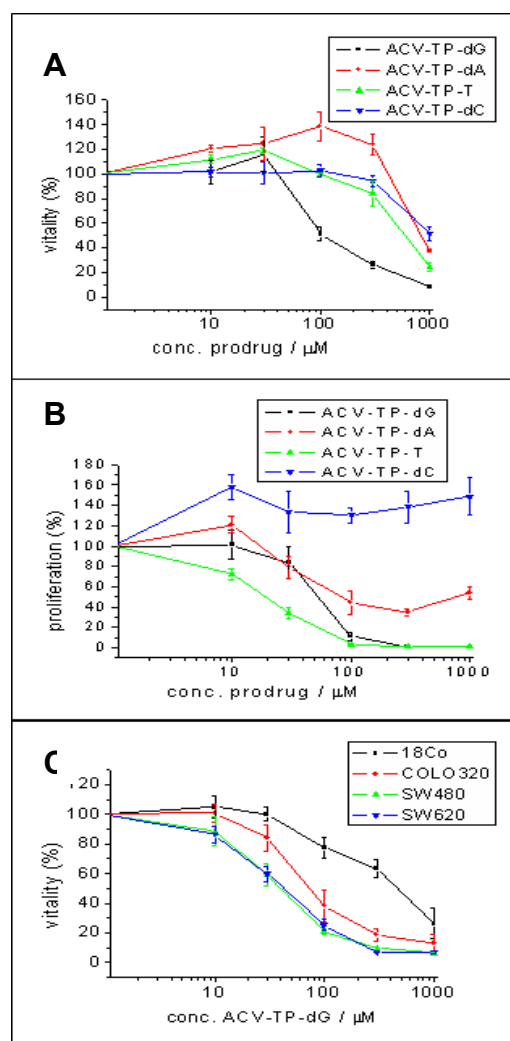 A
ACV-TP-dG
ACV-TP-dA
ACV-TP-T
ACV-TP-dC
160
140
120
100
80
60
40
20
0
vitality (%)
10
100
1000
conc. prodrug / µM
B
ACV-TP-dG
ACV-TP-dA
ACV-TP-T
ACV-TP-dC
180
160
140
120
100
80
60
40
20
0
proliferation (%)
10
100
1000
conc. prodrug / µM
C
18Co
COLO320
SW480
SW620
20
100
80
60
40
20
0
vitality (%)
10
100
1000
conc. ACV-TP-dG / µM